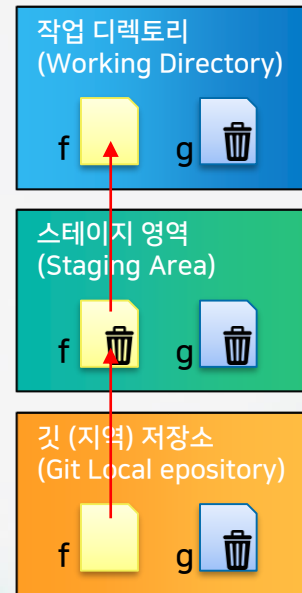 작업 디렉토리
(Working Directory)
f g
스테이지 영역
(Staging Area)
f g
깃 (지역) 저장소
(Git Local epository)
f g